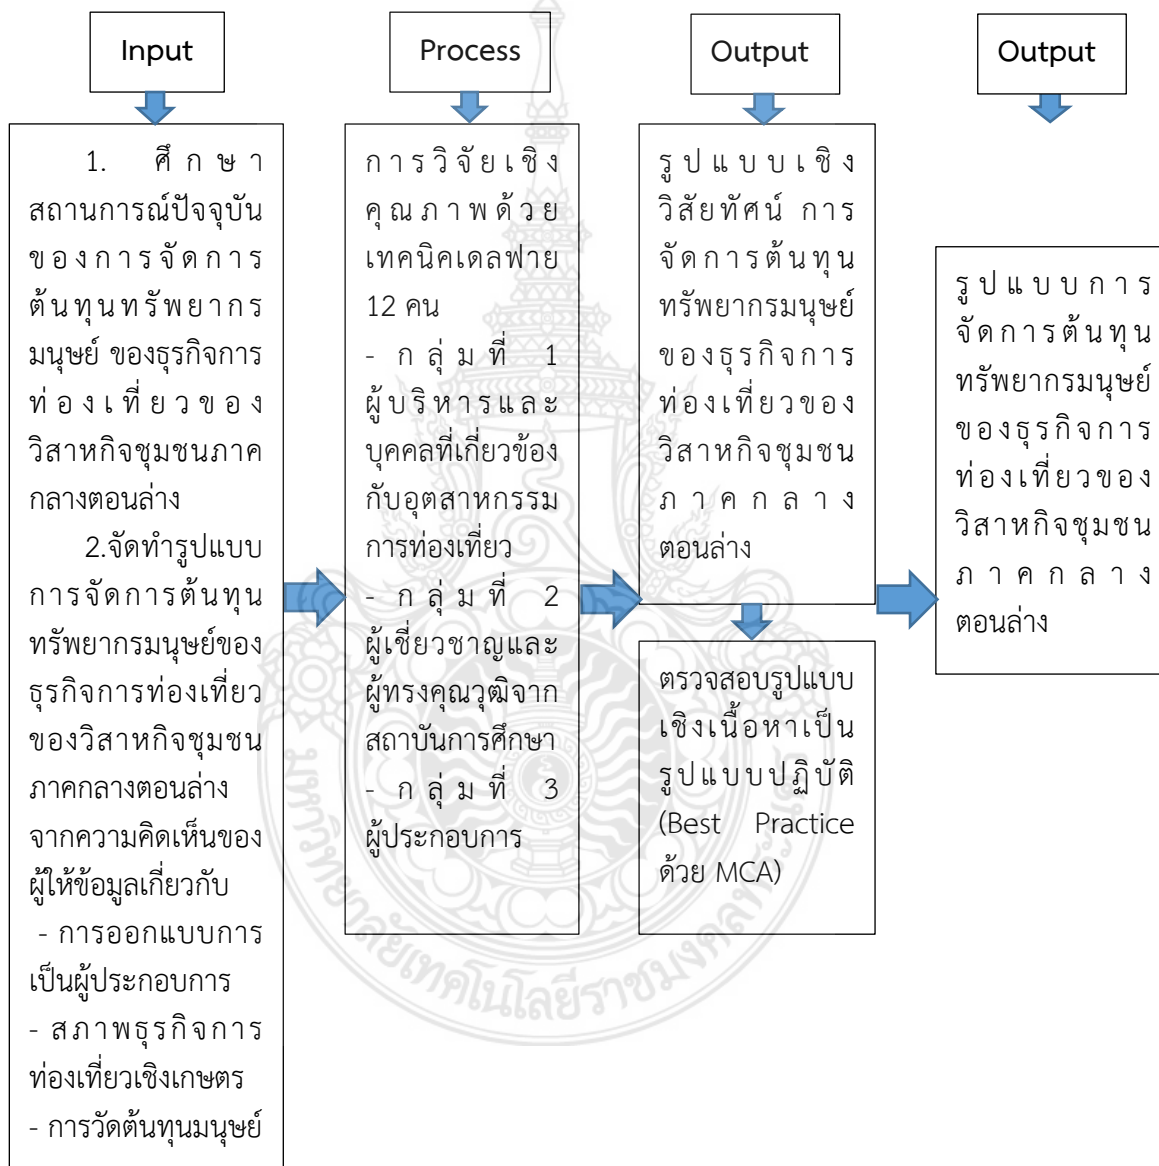 Input
1. ศึกษา
สถานการณ์ปัจจุบัน
ของการจัดการ
ต้นทุนทรัพยากร
มนุษย์ ของธุรกิจการ
ท่องเที่ยวของ
วิสาหกิจชุมชนภาค
กลางตอนล่าง
2.จัดทำรูปแบบ
การจัดการต้นทุน
ทรัพยากรมนุษย์ของ
ธุรกิจการท่องเที่ยว
ของวิสาหกิจชุมชน
ภาคกลางตอนล่าง
จากความคิดเห็นของ
ผู้ให้ข้อมูลเกี่ยวกับ
- การออกแบบการ
เป็นผู้ประกอบการ
- สภาพธุรกิจการ
ท่องเที่ยวเชิงเกษตร
- การวัดต้นทุนมนุษย์
Process
การวิจัยเชิง
คุณภาพด้วย
เทคนิคเดลฟาย
12 คน
- กลุ่มที่ 1
ผู้บริหารและ
บุคคลที่เกี่ยวข้อง
กับอุตสาหกรรม
การท่องเที่ยว
- กลุ่มที่ 2
ผู้เชี่ยวชาญและ
ผู้ทรงคุณวุฒิจาก
สถาบันการศึกษา
- กลุ่มที่ 3
ผู้ประกอบการ
Output
รูปแบบเชิง
วิสัยทัศน์ การ
จัดการต้นทุน
ทรัพยากรมนุษย์
ของธุรกิจการ
ท่องเที่ยวของ
วิสาหกิจชุมชน
ภาคกลาง
ตอนล่าง
ตรวจสอบรูปแบบ
เชิงเนื้อหาเป็น
รูปแบบปฏิบัติ
(Best Practice
ด้วย MCA)
Output
รูปแบบการ
จัดการต้นทุน
ทรัพยากรมนุษย์
ของธุรกิจการ
ท่องเที่ยวของ
วิสาหกิจชุมชน
ภาคกลาง
ตอนล่าง
มหาวิทยาลัยเทคโนโลยีราชมงคล